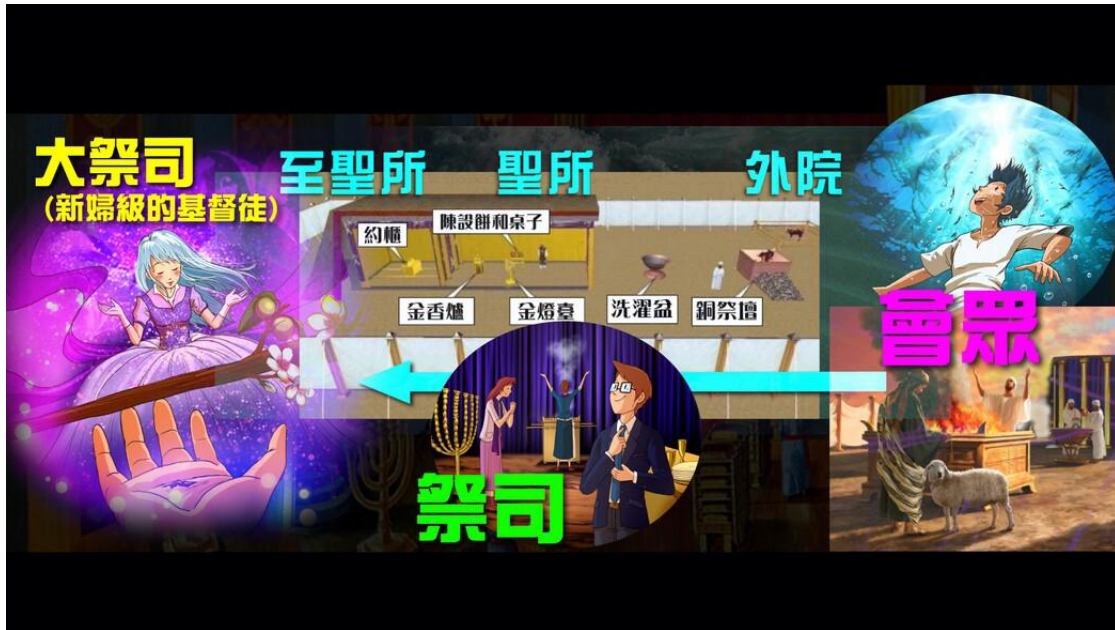 大祭司
(新婦級的基督徒)
至聖所
聖所
外院
約櫃
陳設餅和桌子
金香爐
金燈臺
洗濯盆
銅祭壇
會眾
祭司